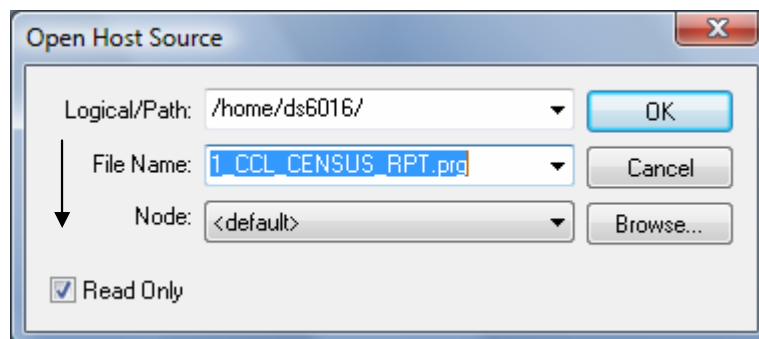 Open Host Source
Logical/Path: /home/ds6016/ OK
File Name: 1_CCL_CENSUS_RPT.prg Cancel
Node: <default> Browse...
Read Only